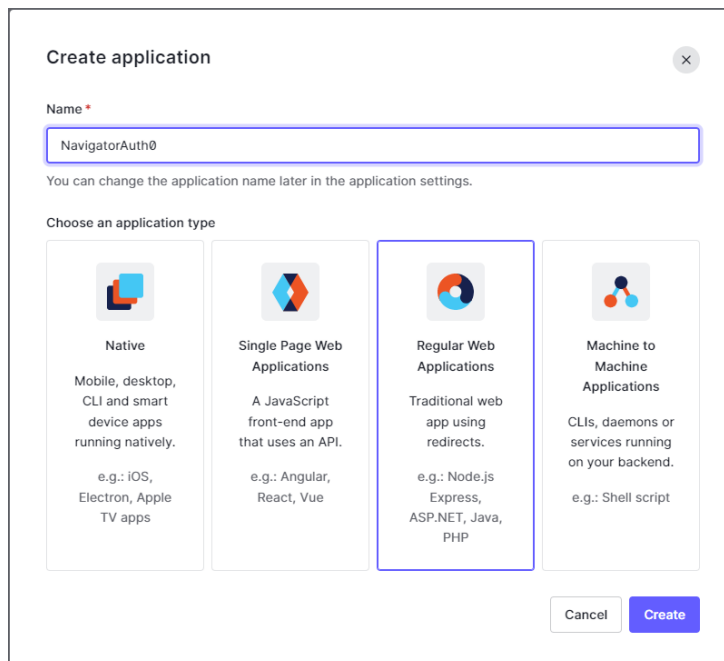 Create application
Name *
NavigatorAuth0
You can change the application name later in the application settings.
Choose an application type
Native
Mobile, desktop,
CLI and smart
device apps
running natively.
e.g.: iOS,
Electron, Apple
TV apps
Single Page Web
Applications
A JavaScript
front-end app
that uses an API.
e.g.: Angular,
React, Vue
Regular Web
Applications
Traditional web
app using
redirects.
e.g.: Node.js
Express,
ASP.NET, Java,
PHP
Machine to
Machine
Applications
CLIs, daemons or
services running
on your backend.
e.g.: Shell script
Cancel
Create